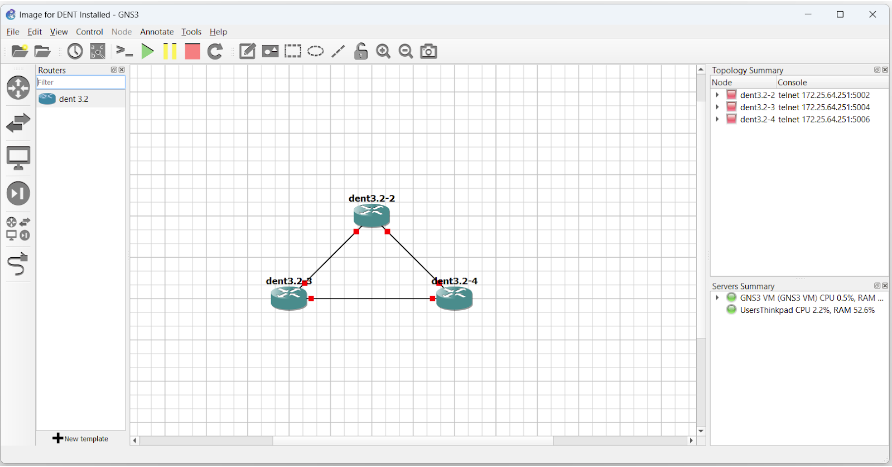 Image for DENT Installed - GNS3
File Edit View Control Node Annotate Tools Help
Routers
Filter
dent 3.2
New template
dent3.2-2
dent3.2-3
dent3.2-4
Topology Summary
Node Console
dent3.2-2 telnet 172.25.64.251:5002
dent3.2-3 telnet 172.25.64.251:5004
dent3.2-4 telnet 172.25.64.251:5006
Servers Summary
GNS3 VM (GNS3 VM) CPU 0.5%, RAM ...
UsersThinkpad CPU 2.2%, RAM 52.6%